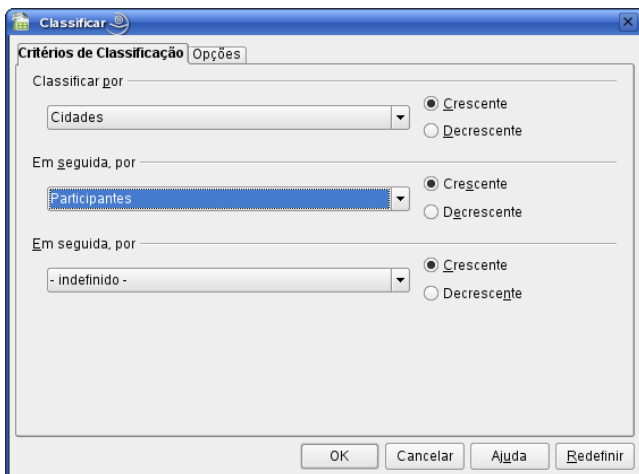 Classificar
Critérios de Classificação Opções
Classificar por
Cidades
Crescente
Decrescente
Em seguida, por
Participantes
Crescente
Decrescente
Em seguida, por
- indefinido -
Crescente
Decrescente
OK Cancelar Ajuda Redefinir